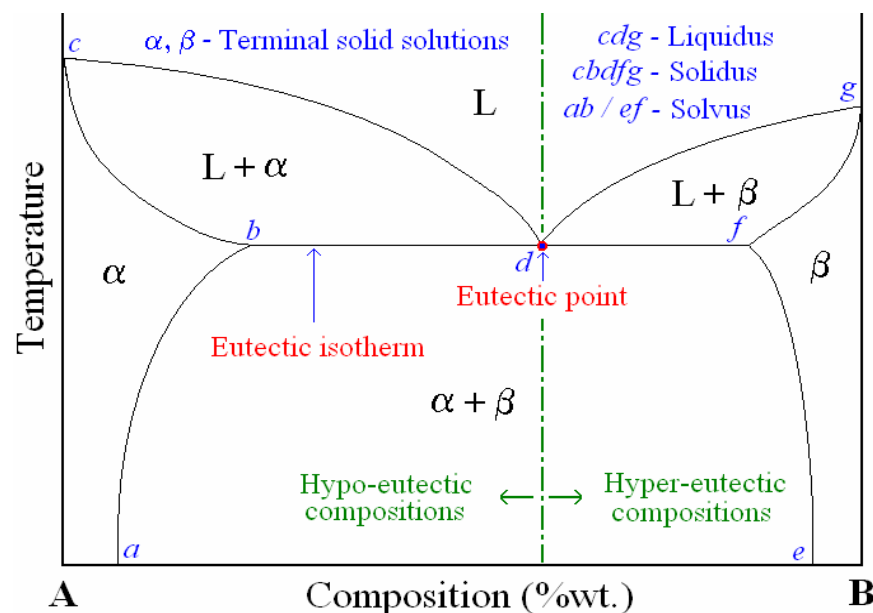 c
α, β - Terminal solid solutions
cdg - Liquidus
cbdfg - Solidus
ab / ef - Solvus
g
L
L + α
L + β
b
d
f
α
β
Eutectic point
Eutectic isotherm
α + β
Hypo-eutectic
compositions
Hyper-eutectic
compositions
a
e
Temperature
A
Composition (%wt.)
B